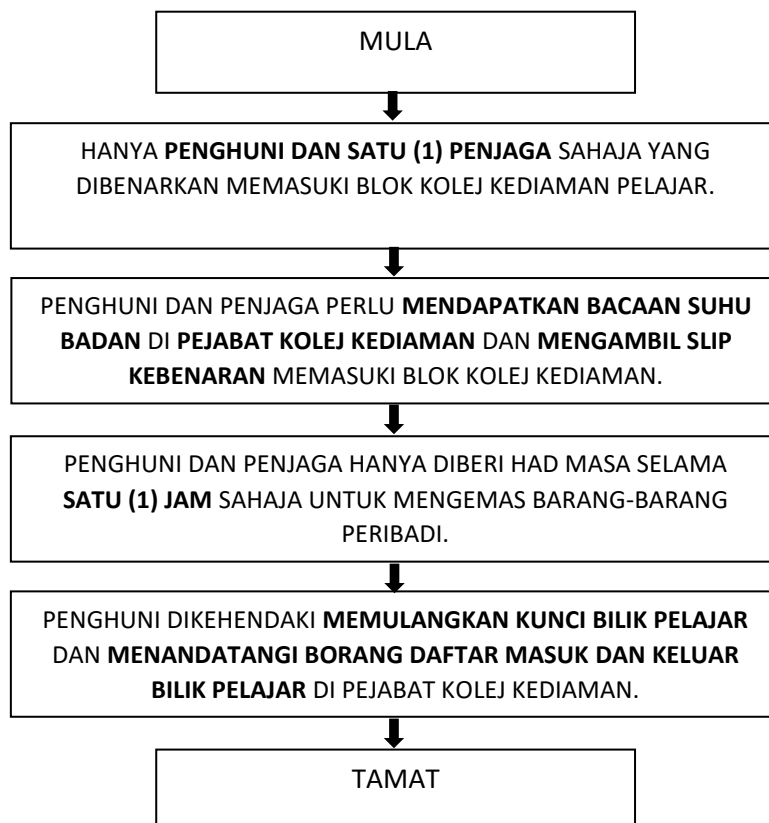 MULA
HANYA PENGHUNI DAN SATU (1) PENJAGA SAHAJA YANG
DIBENARKAN MEMASUKI BLOK KOLEJ KEDIAMAN PELAJAR.
PENGHUNI DAN PENJAGA PERLU MENDAPATKAN BACAAN SUHU
BADAN DI PEJABAT KOLEJ KEDIAMAN DAN MENGAMBIL SLIP
KEBENARAN MEMASUKI BLOK KOLEJ KEDIAMAN.
PENGHUNI DAN PENJAGA HANYA DIBERI HAD MASA SELAMA
SATU (1) JAM SAHAJA UNTUK MENGEMAS BARANG-BARANG
PERIBADI.
PENGHUNI DIKEHENDAKI MEMULANGKAN KUNCI BILIK PELAJAR
DAN MENANDATANGI BORANG DAFTAR MASUK DAN KELUAR
BILIK PELAJAR DI PEJABAT KOLEJ KEDIAMAN.
TAMAT